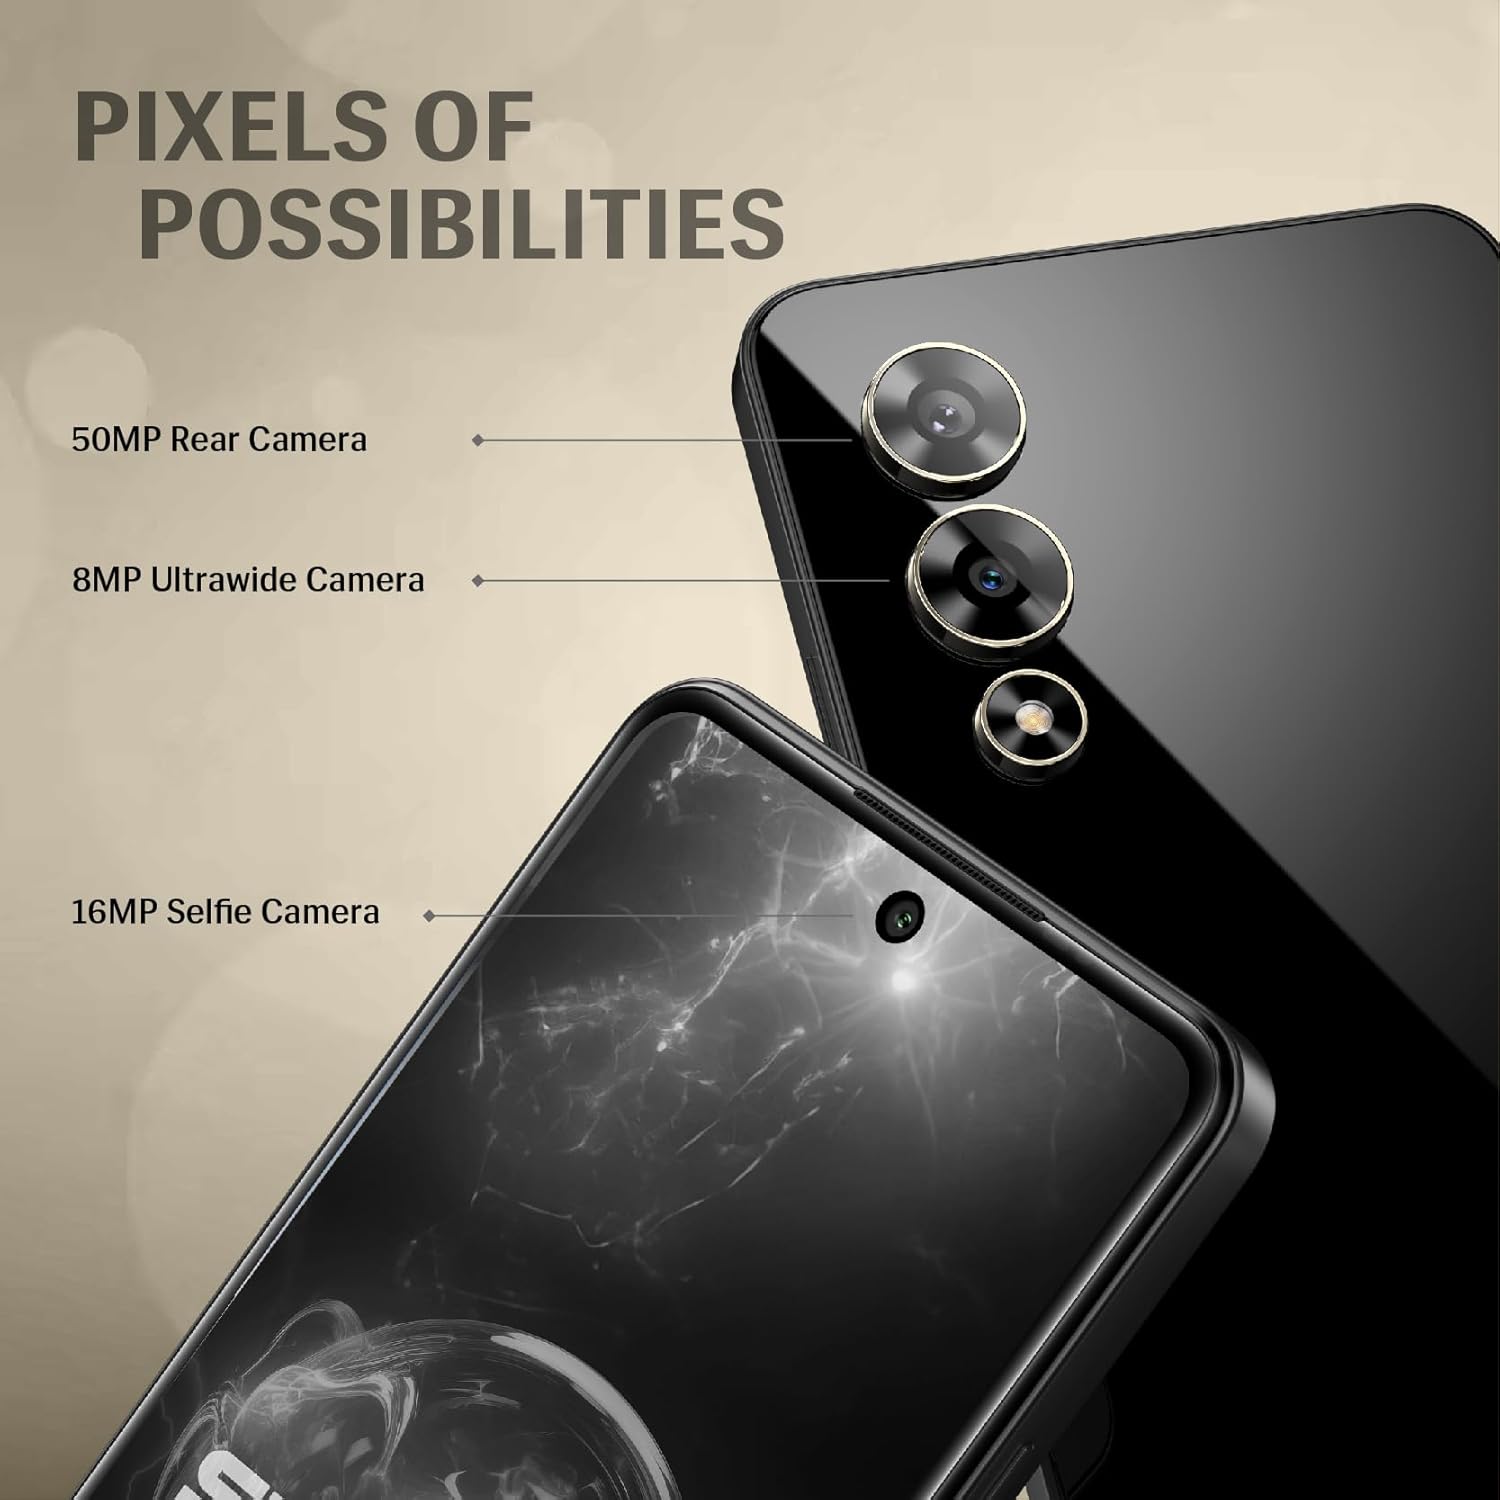 PIXELS OF
POSSIBILITIES
50MP Rear Camera
8MP Ultrawide Camera
16MP Selfie Camera